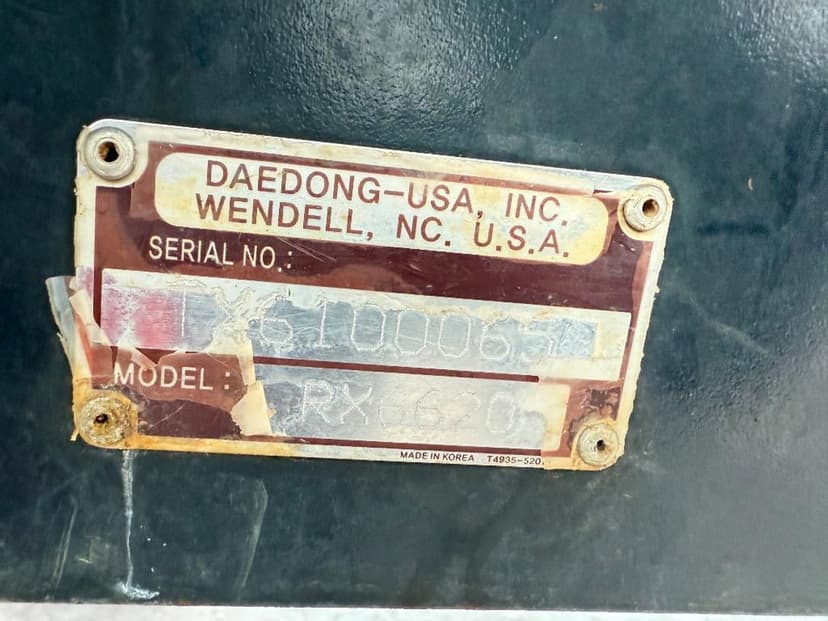 DAEDONG-USA, INC.
WENDELL, NC. U.S.A.
SERIAL NO.:
MODEL :
RX6620
MADE IN KOREA T4935-520